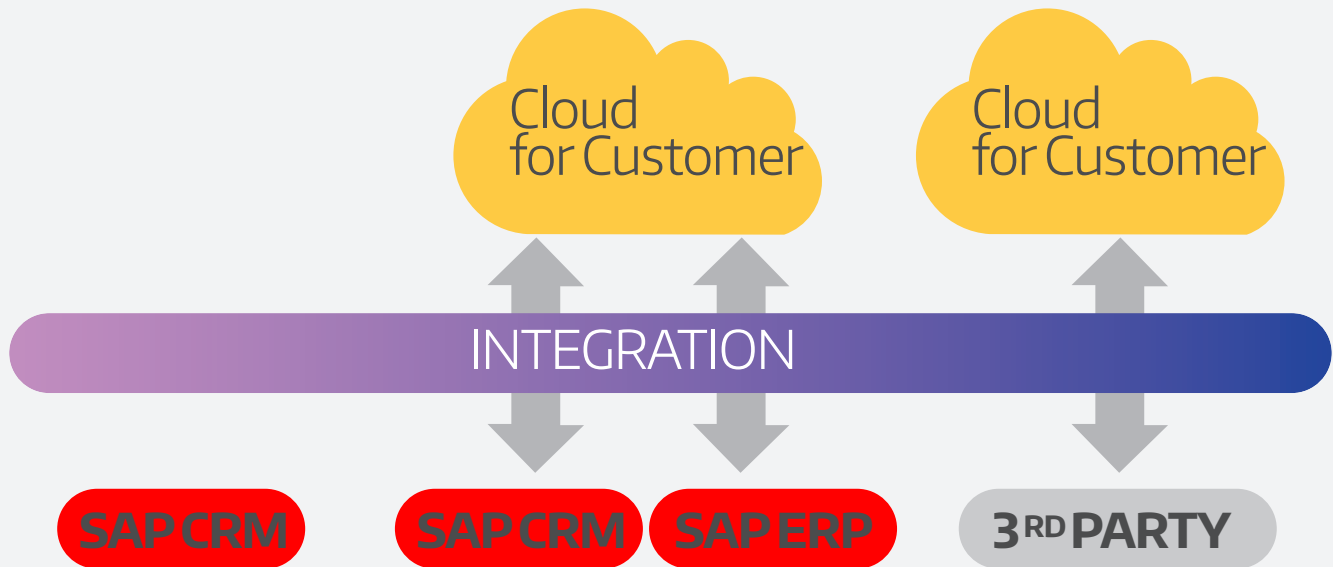 Cloud
for Customer
Cloud
for Customer
INTEGRATION
SAP CRM
SAP CRM
SAP ERP
3RD PARTY